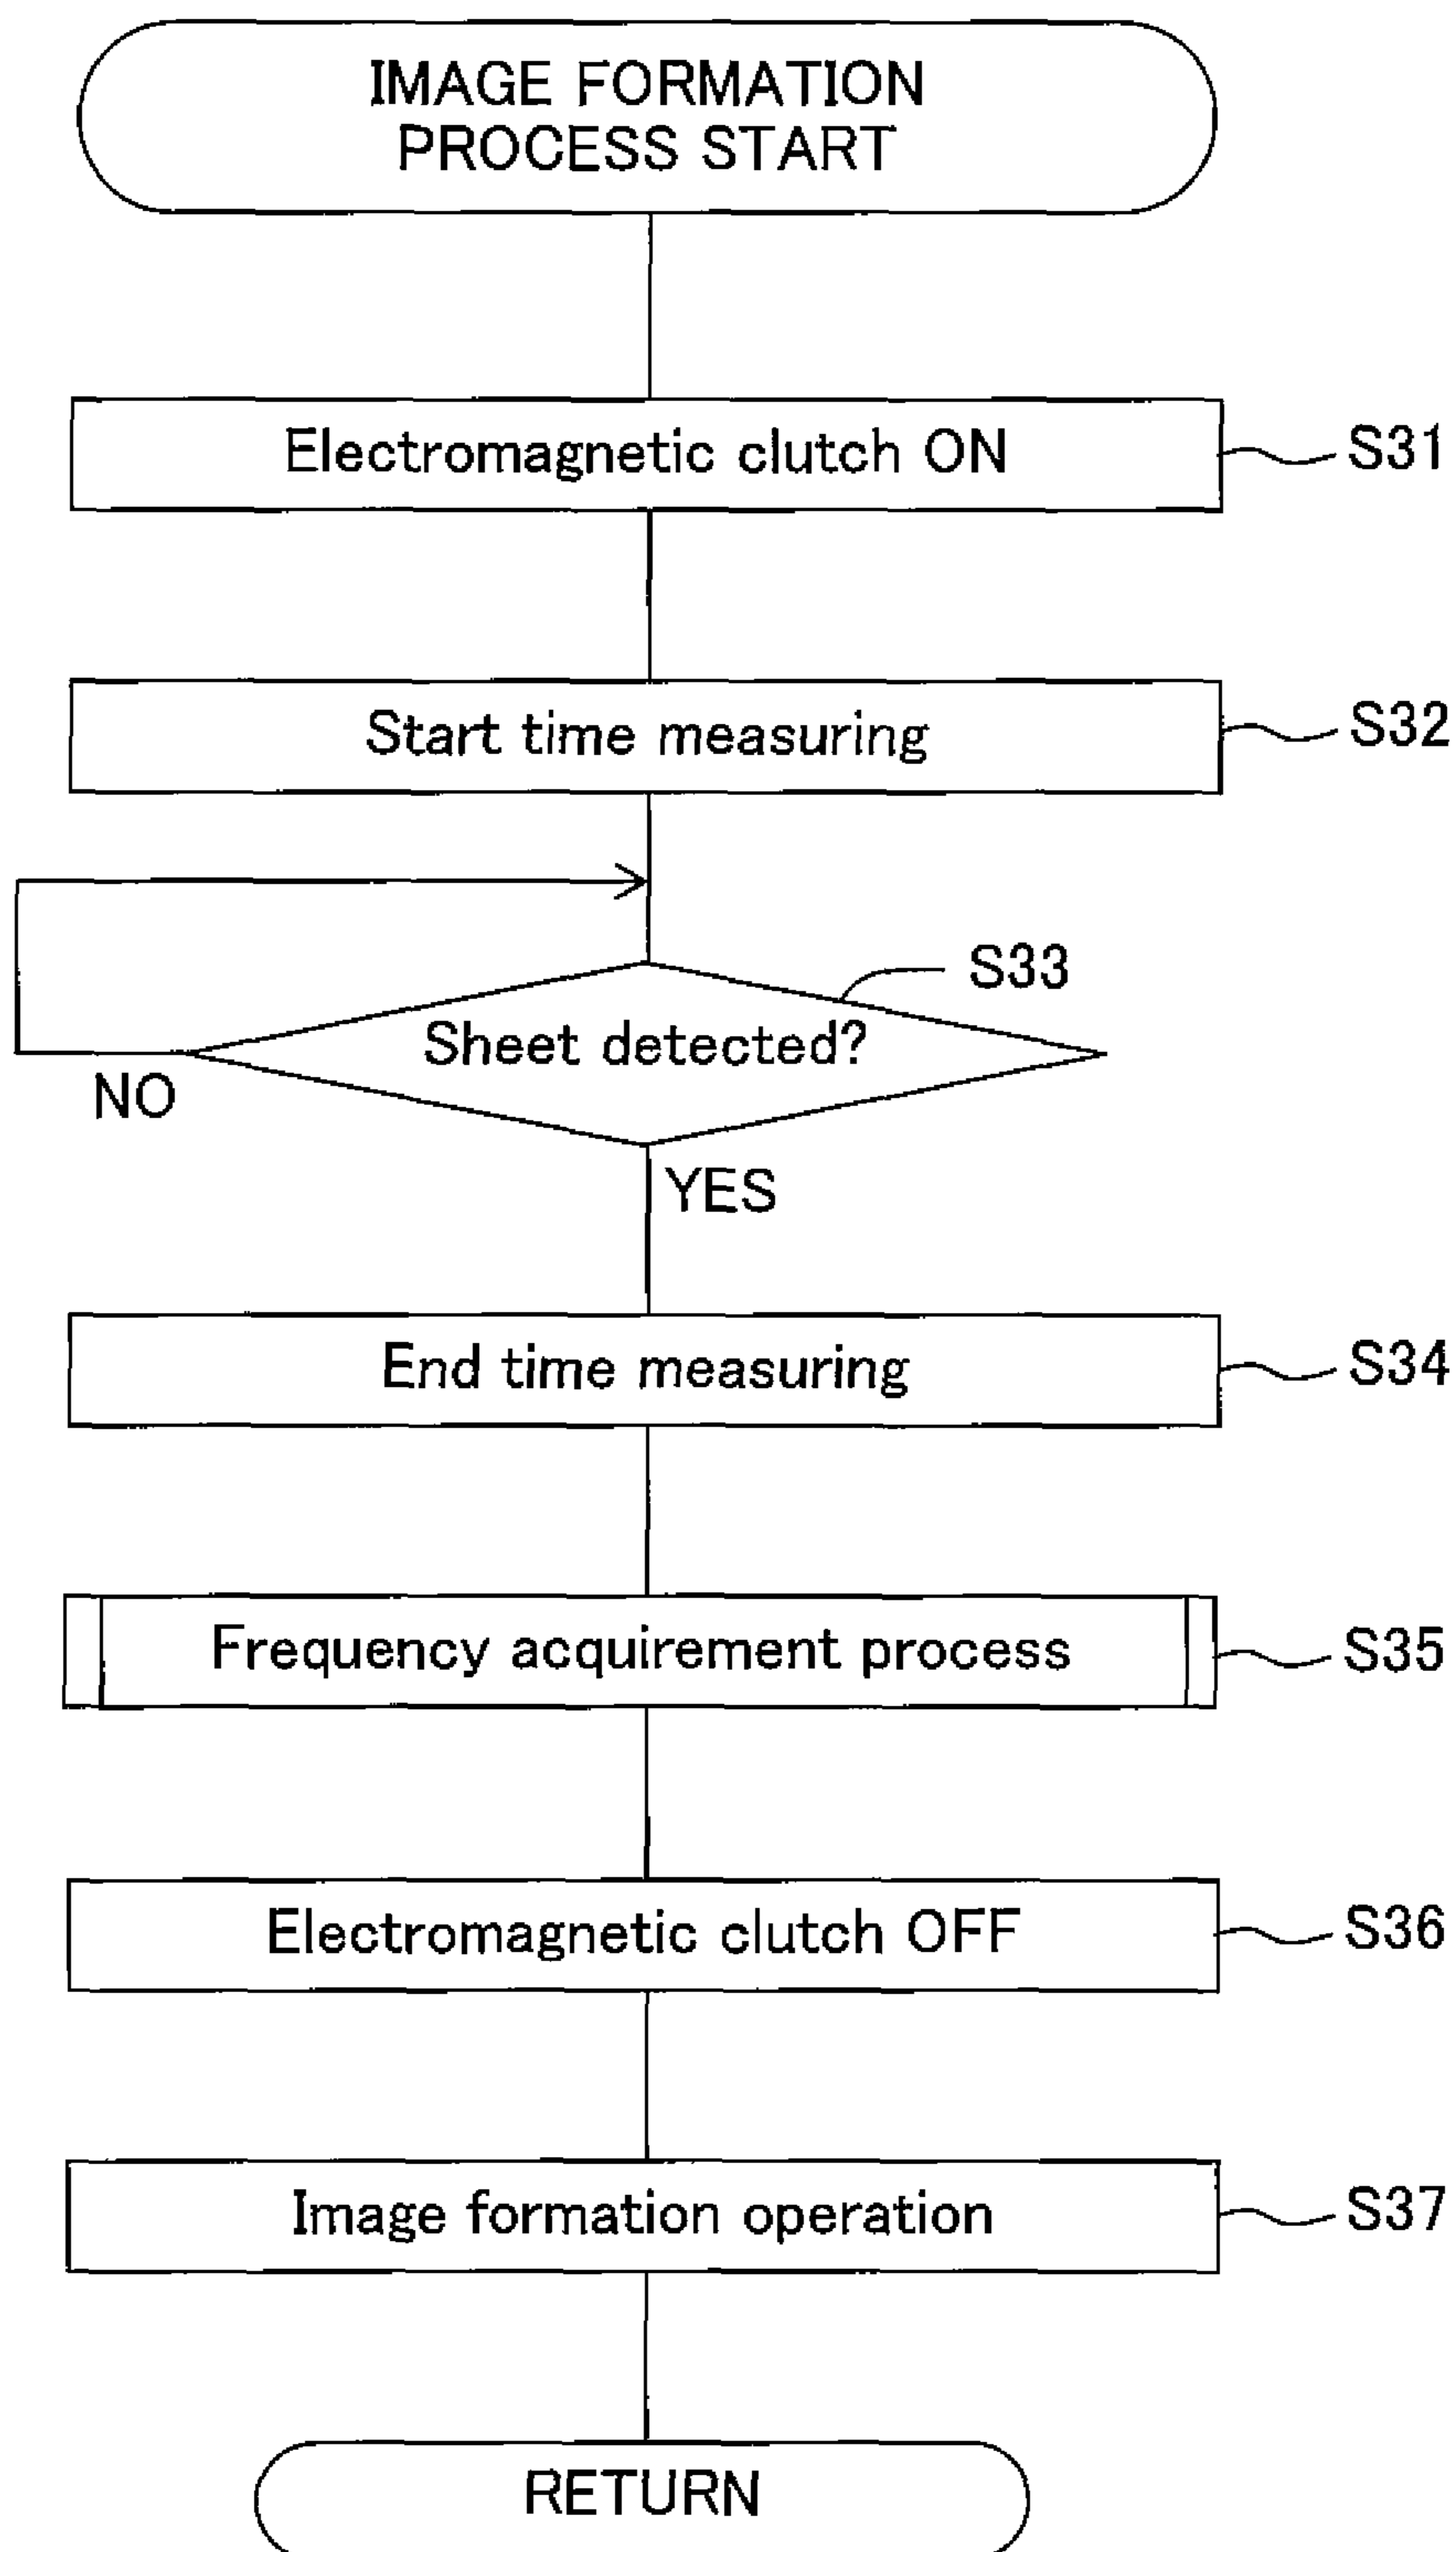 IMAGE FORMATION
PROCESS START
Electromagnetic clutch ON
S31
Start time measuring
S32
S33
Sheet detected?
NO
YES
End time measuring
S34
Frequency acquirement process
S35
Electromagnetic clutch OFF
S36
Image formation operation
S37
RETURN